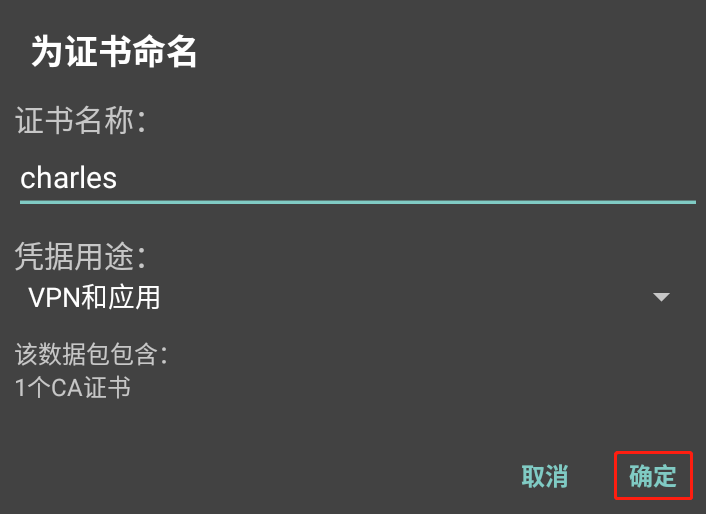 为证书命名
证书名称：
charles
凭据用途：
VPN和应用
该数据包包含：
1个CA证书
取消 确定